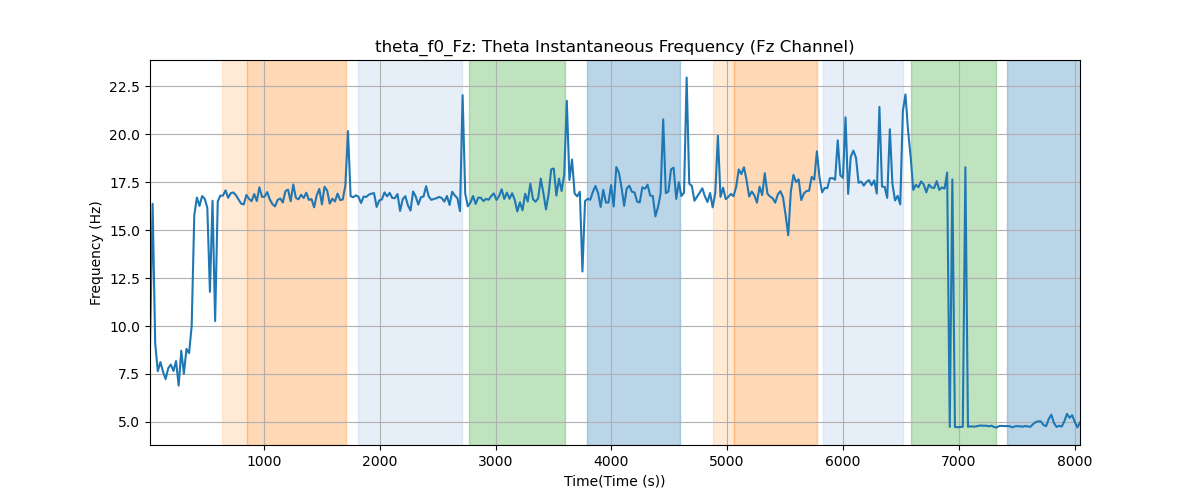 theta_f0_Fz: Theta Instantaneous Frequency (Fz Channel)
Frequency (Hz)
22.5
20.0
17.5
15.0
12.5
10.0
7.5
5.0
1000 2000 3000 4000 5000 6000 7000 8000
Time(Time (s))